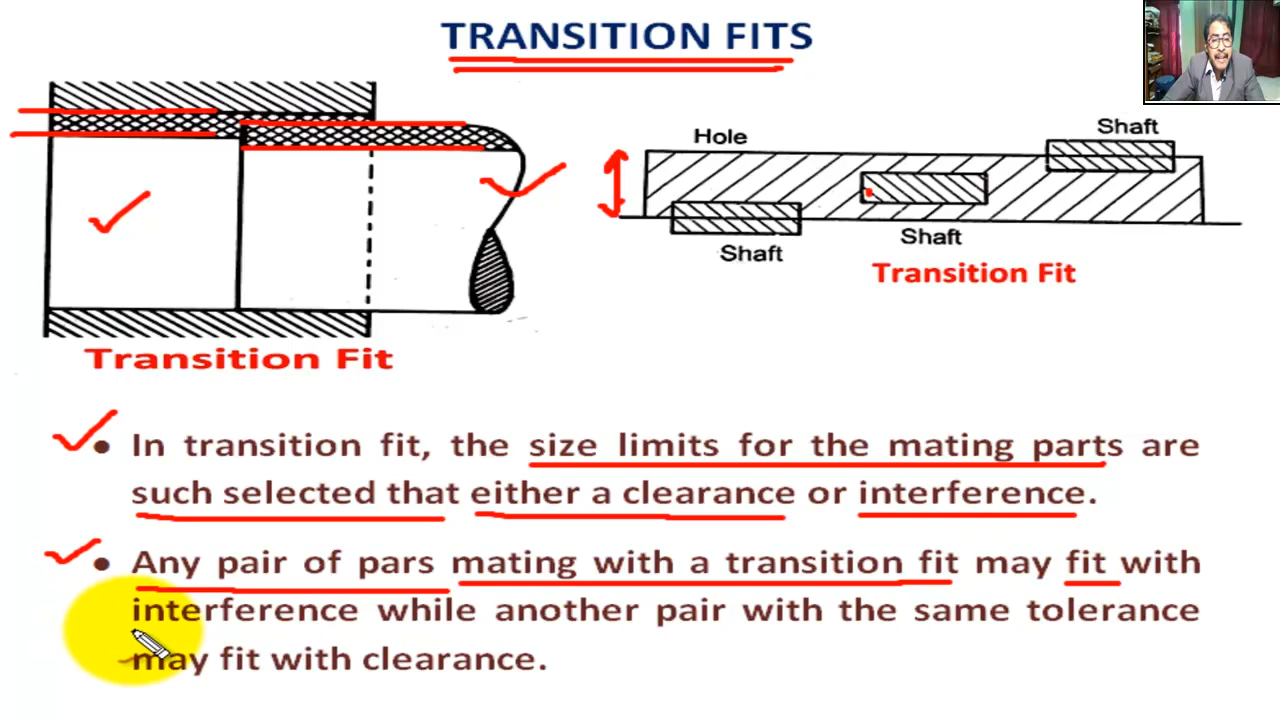 TRANSITION FITS
Hole
Shaft
Shaft
Shaft
Transition Fit
Transition Fit
• In transition fit, the size limits for the mating parts are
such selected that either a clearance or interference.
• Any pair of pars mating with a transition fit may fit with
interference while another pair with the same tolerance
may fit with clearance.